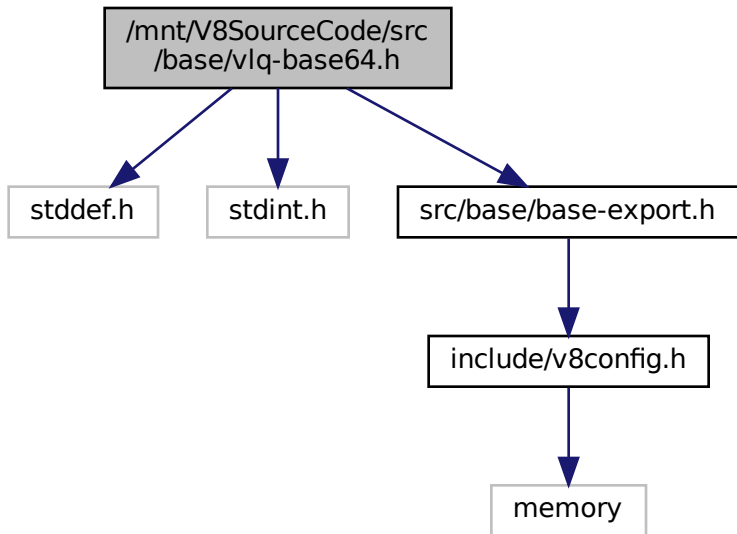 /mnt/V8SourceCode/src
/base/vlq-base64.h
stddef.h
stdint.h
src/base/base-export.h
include/v8config.h
memory